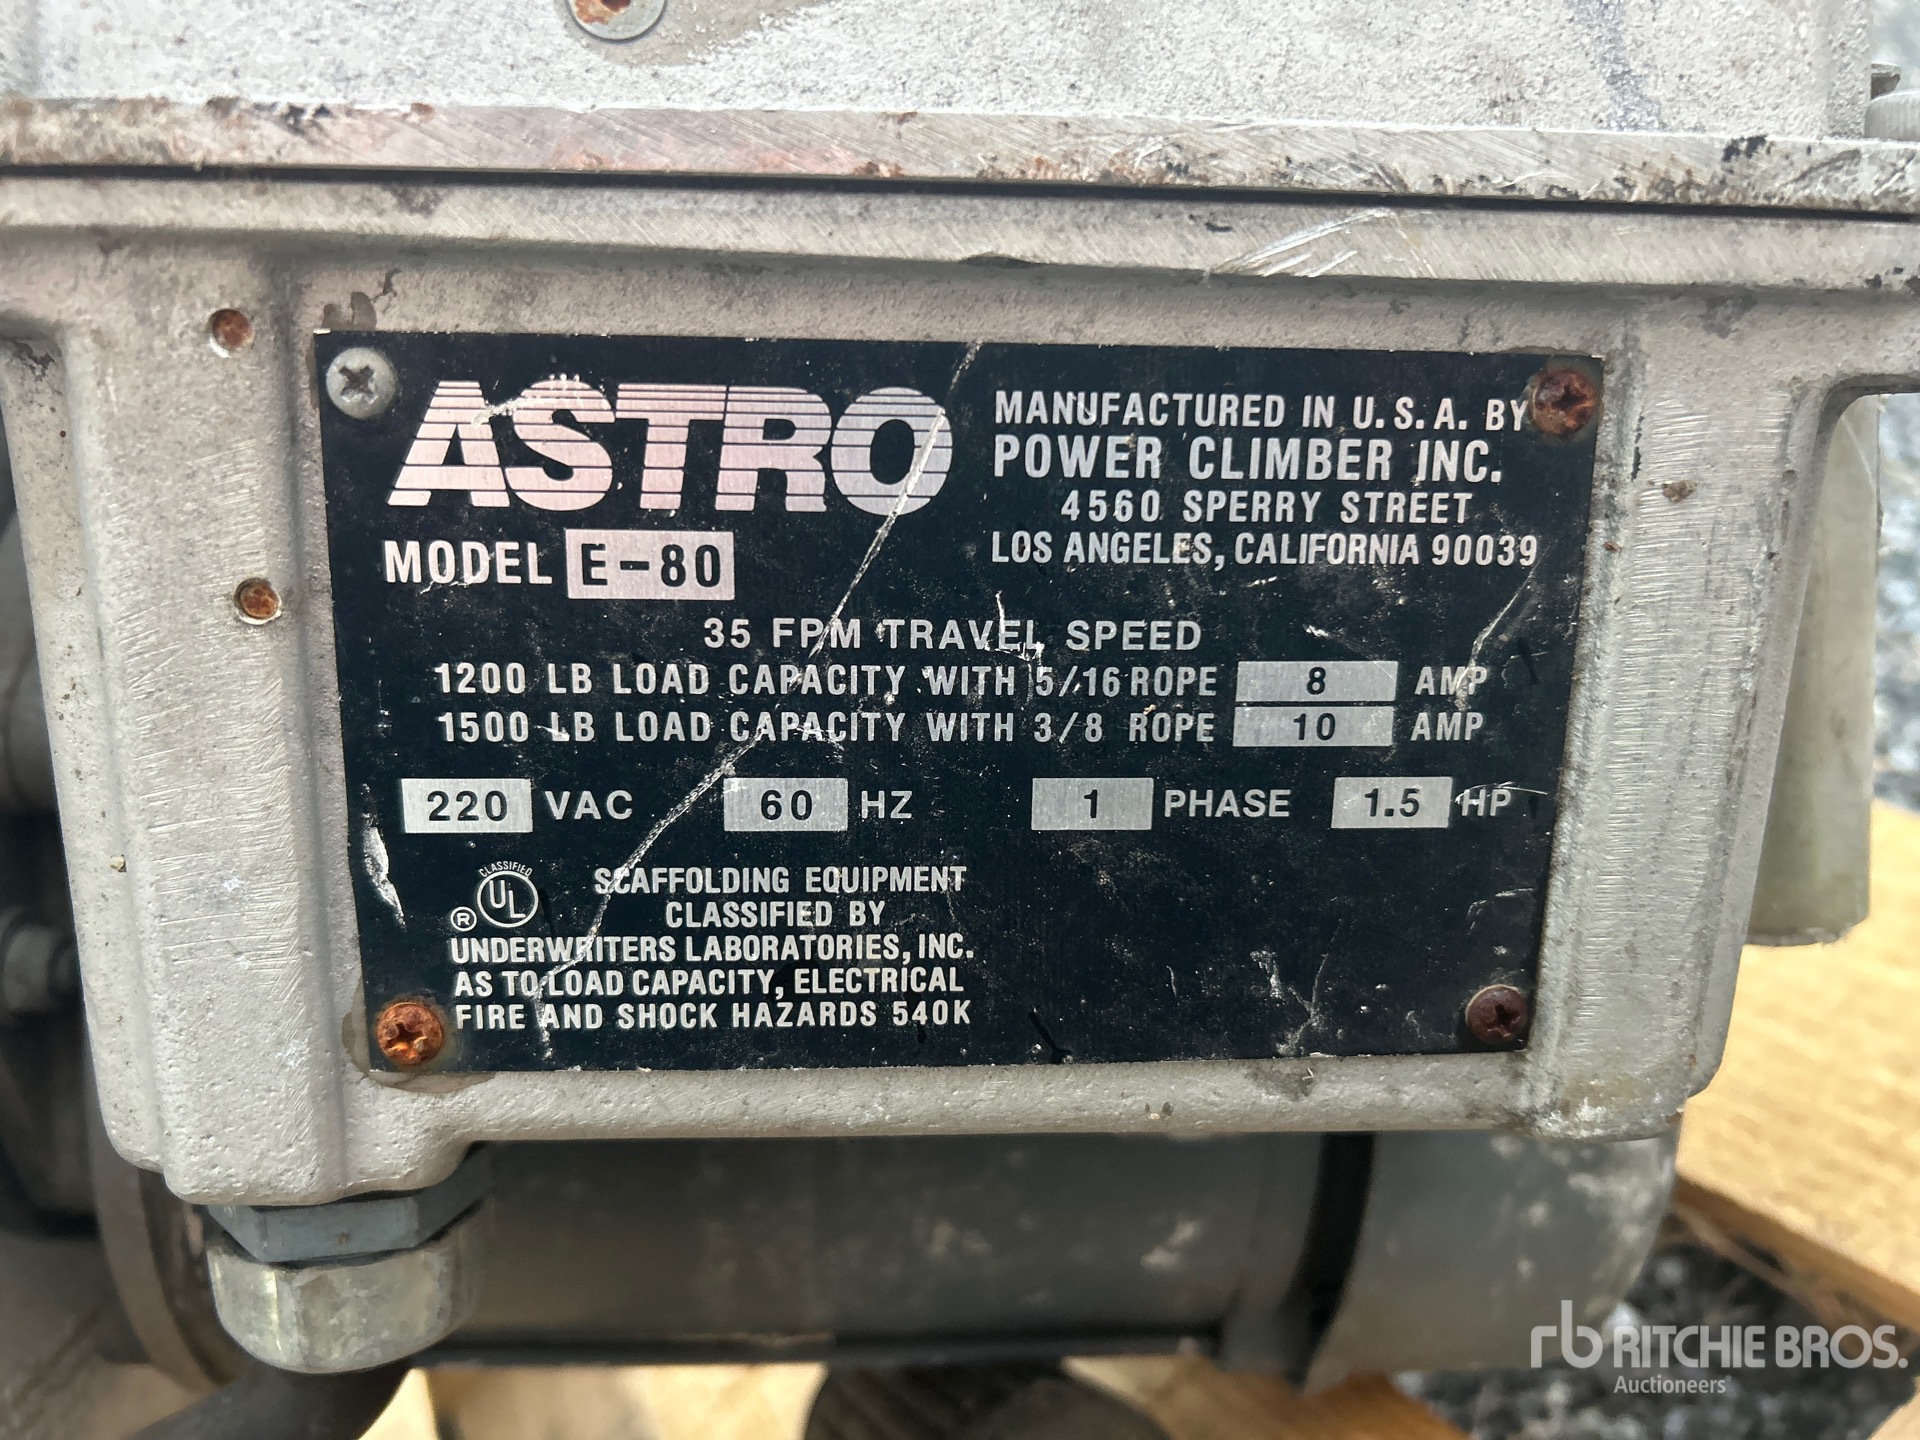 ASTRO
MODEL E-80
MANUFACTURED IN U.S.A. BY
POWER CLIMBER INC.
4560 SPERRY STREET
LOS ANGELES, CALIFORNIA 90039
35 FPM TRAVEL SPEED
1200 LB LOAD CAPACITY WITH 5/16 ROPE 8 AMP
1500 LB LOAD CAPACITY WITH 3/8 ROPE 10 AMP
220 VAC 60 HZ 1 PHASE 1.5 HP
CLASSIFIED
UL ®
SCAFFOLDING EQUIPMENT
CLASSIFIED BY
UNDERWRITERS LABORATORIES, INC.
AS TO LOAD CAPACITY, ELECTRICAL
FIRE AND SHOCK HAZARDS 540K
rb RITCHIE BROS.
Auctioneers